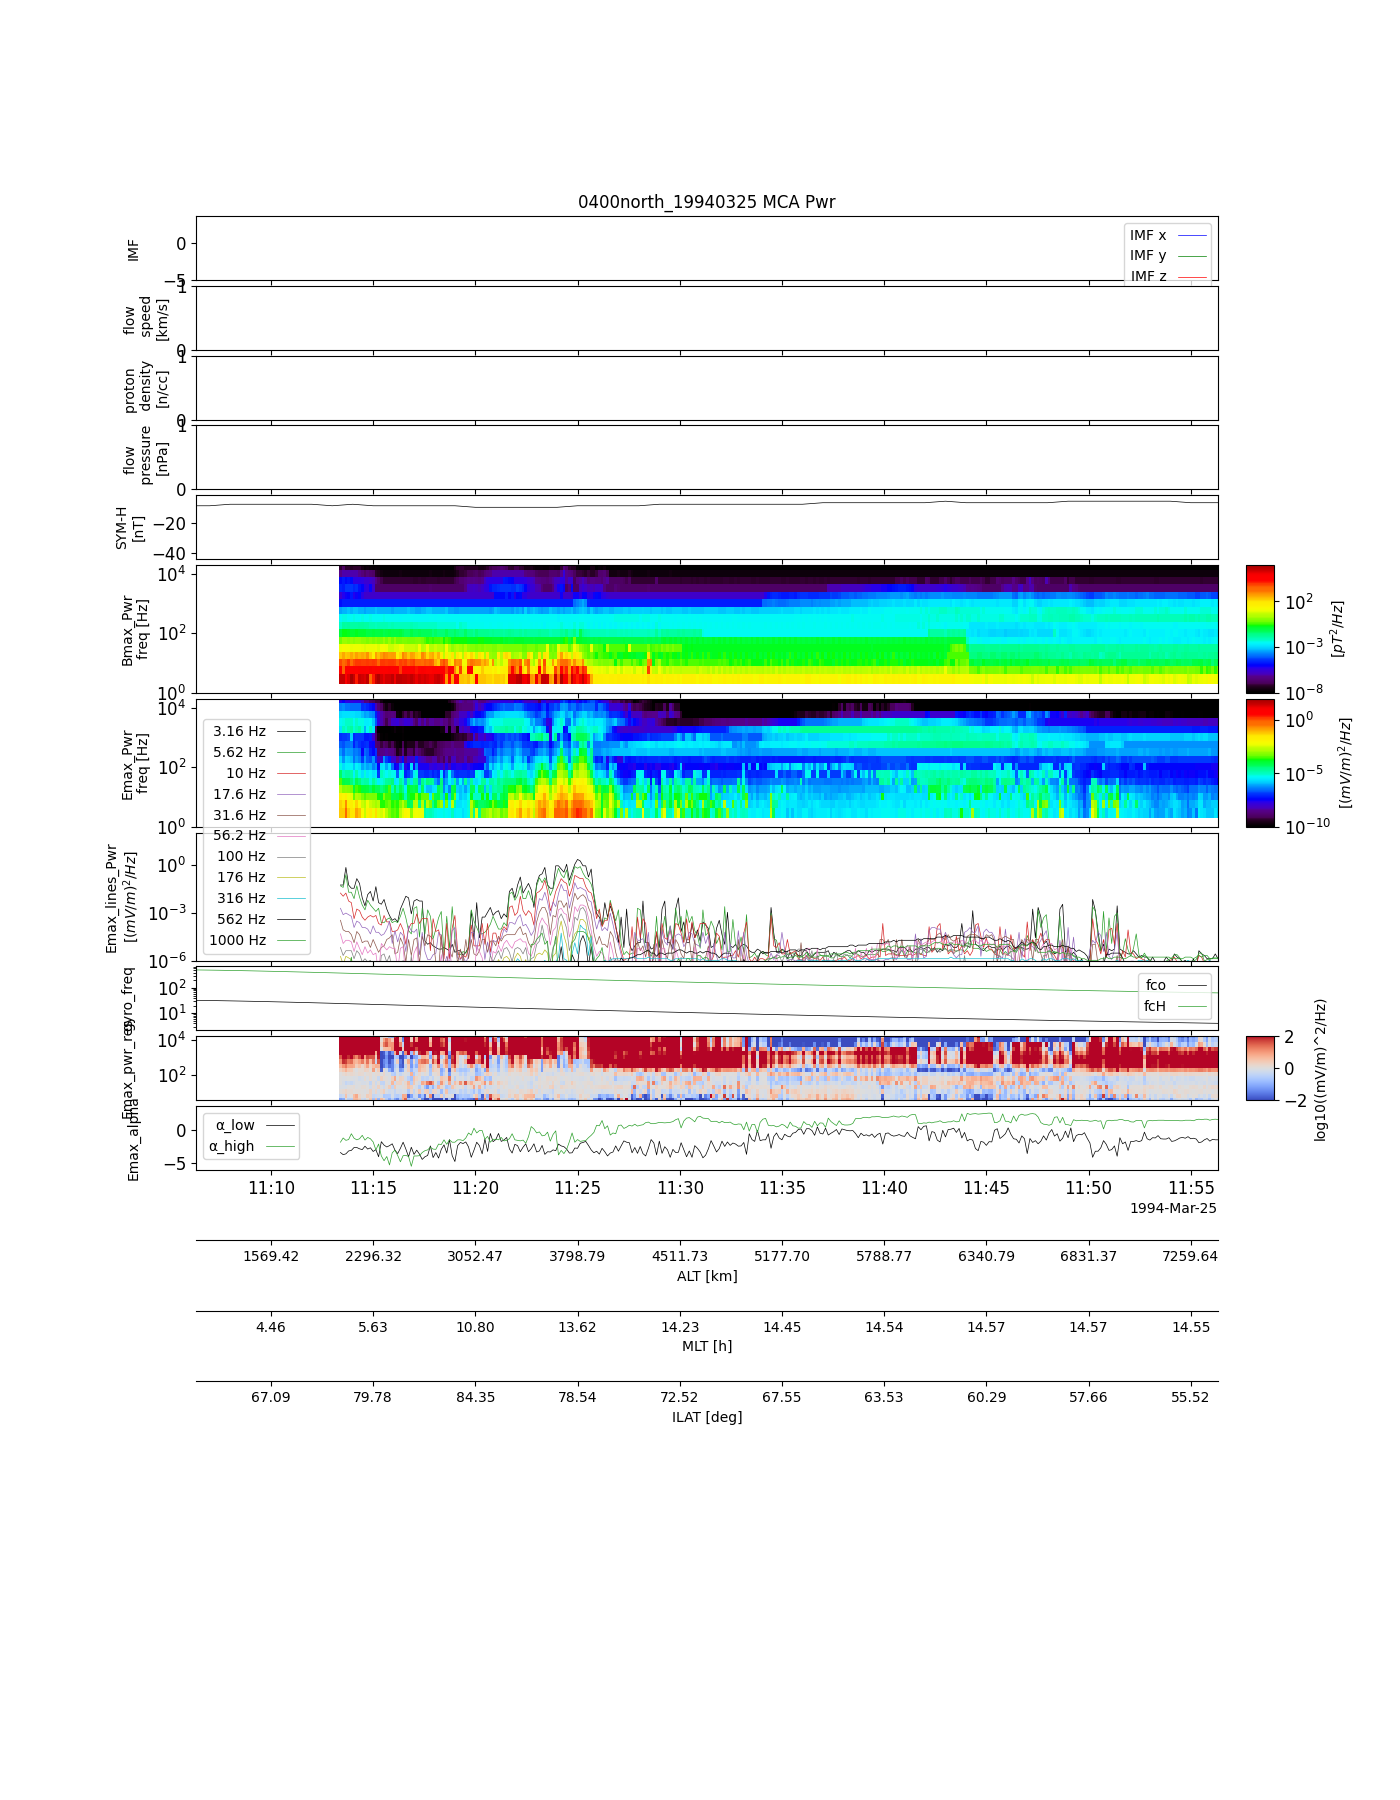 0400north_19940325 MCA Pwr
IMF
0
−5
IMF x
IMF y
IMF z
flow
speed
[km/s]
1
0
proton
density
[n/cc]
1
0
flow
pressure
[nPa]
1
0
SYM-H
[nT]
−20
−40
Bmax_Pwr
freq [Hz]
10^4
10^2
10^0
10^2
10^−3
10^−8
[pT^2/Hz]
Emax_Pwr
freq [Hz]
10^4
10^2
10^0
10^0
10^−5
10^−10
[(mV/m)^2/Hz]
3.16 Hz
5.62 Hz
10 Hz
17.6 Hz
31.6 Hz
56.2 Hz
100 Hz
176 Hz
316 Hz
562 Hz
1000 Hz
Emax_lines_Pwr
[(mV/m)^2/Hz]
10^0
10^−3
10^−6
gyro_freq
10^2
10^1
fco
fcH
Emax_pwr_reg
10^4
10^2
2
0
−2
log10((mV/m)^2/Hz)
Emax_alpha
0
−5
α_low
α_high
11:10 11:15 11:20 11:25 11:30 11:35 11:40 11:45 11:50 11:55
1994-Mar-25
1569.42 2296.32 3052.47 3798.79 4511.73 5177.70 5788.77 6340.79 6831.37 7259.64
ALT [km]
4.46 5.63 10.80 13.62 14.23 14.45 14.54 14.57 14.57 14.55
MLT [h]
67.09 79.78 84.35 78.54 72.52 67.55 63.53 60.29 57.66 55.52
ILAT [deg]